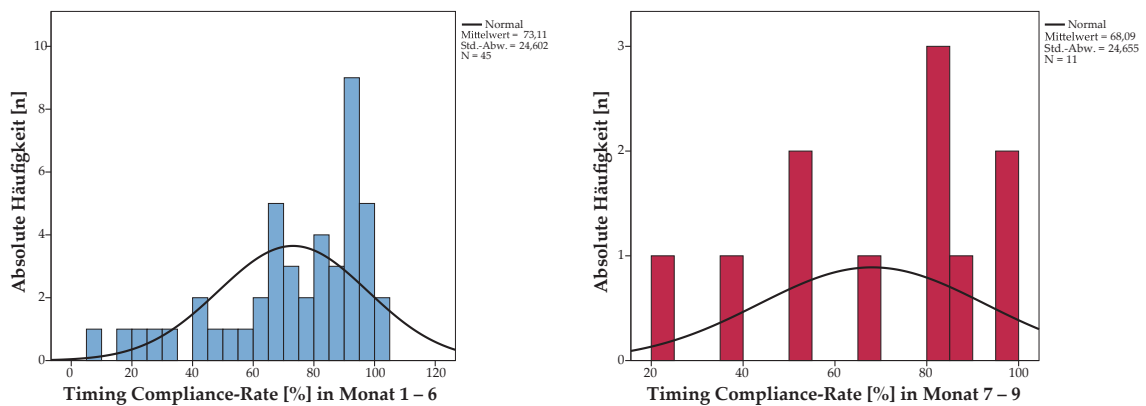 Normal
Mittelwert = 73,11
Std.-Abw. = 24,602
N = 45
10
8
6
4
2
0
0 20 40 60 80 100 120
Absolute Häufigkeit [n]
Timing Compliance-Rate [%] in Monat 1 – 6
Normal
Mittelwert = 68,09
Std.-Abw. = 24,655
N = 11
3
2
1
0
20 40 60 80 100
Absolute Häufigkeit [n]
Timing Compliance-Rate [%] in Monat 7 – 9